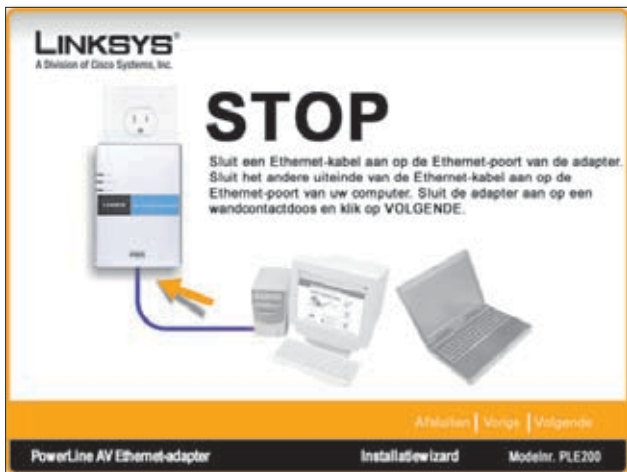 LINKSYS®
A Division of Cisco Systems, Inc.
STOP
Sluit een Ethernet-kabel aan op de Ethernet-poort van de adapter.
Sluit het andere uiteinde van de Ethernet-kabel aan op de
Ethernet-poort van uw computer. Sluit de adapter aan op een
wandcontactdoos en klik op VOLGENDE.
Afsluiten | Vorige | Volgende
PowerLine AV Ethernet-adapter Installatiewizard Modelnr. PLE200